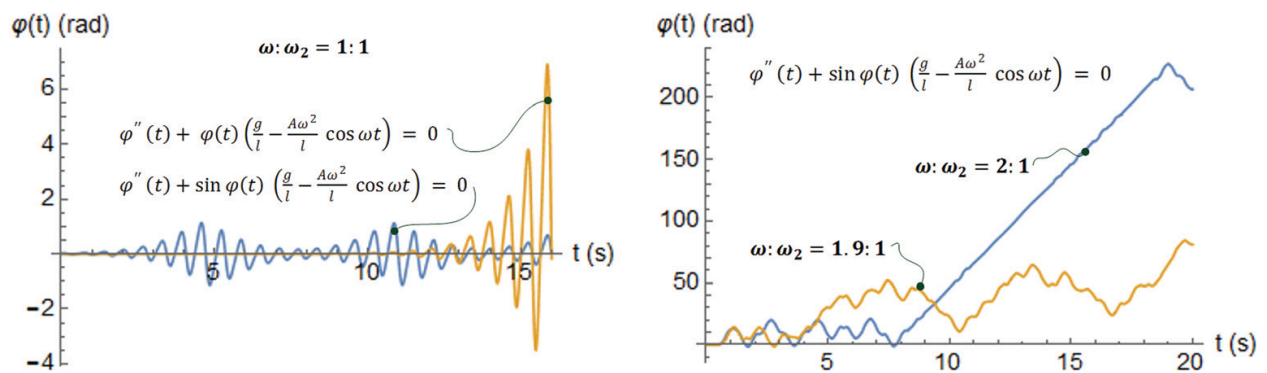 φ(t) (rad)
ω: ω₂ = 1: 1
6
φ″(t) + φ(t) (g/l − Aω²/l cos ωt) = 0
4
φ″(t) + sin φ(t) (g/l − Aω²/l cos ωt) = 0
2
5
10
15
t (s)
−2
−4
φ(t) (rad)
φ″(t) + sin φ(t) (g/l − Aω²/l cos ωt) = 0
200
150
ω: ω₂ = 2: 1
100
ω: ω₂ = 1.9: 1
50
5
10
15
20
t (s)